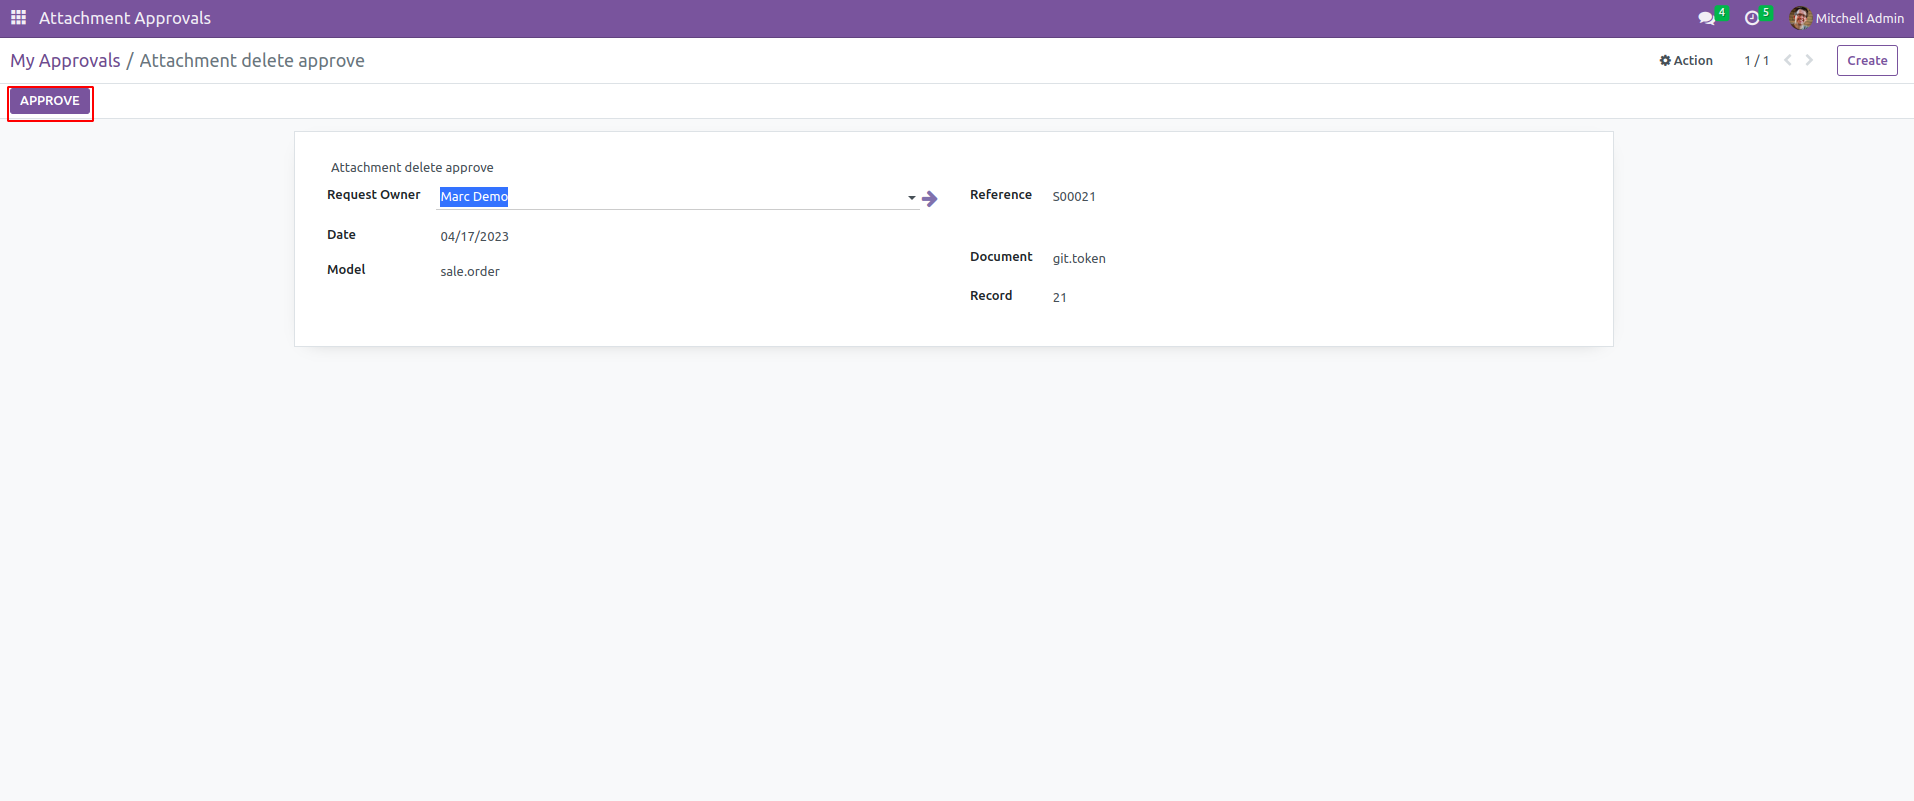 Attachment Approvals 4 5 Mitchell Admin
My Approvals / Attachment delete approve Action 1 / 1 Create
APPROVE
Attachment delete approve
Request Owner Marc Demo Reference S00021
Date 04/17/2023
Document git.token
Model sale.order
Record 21